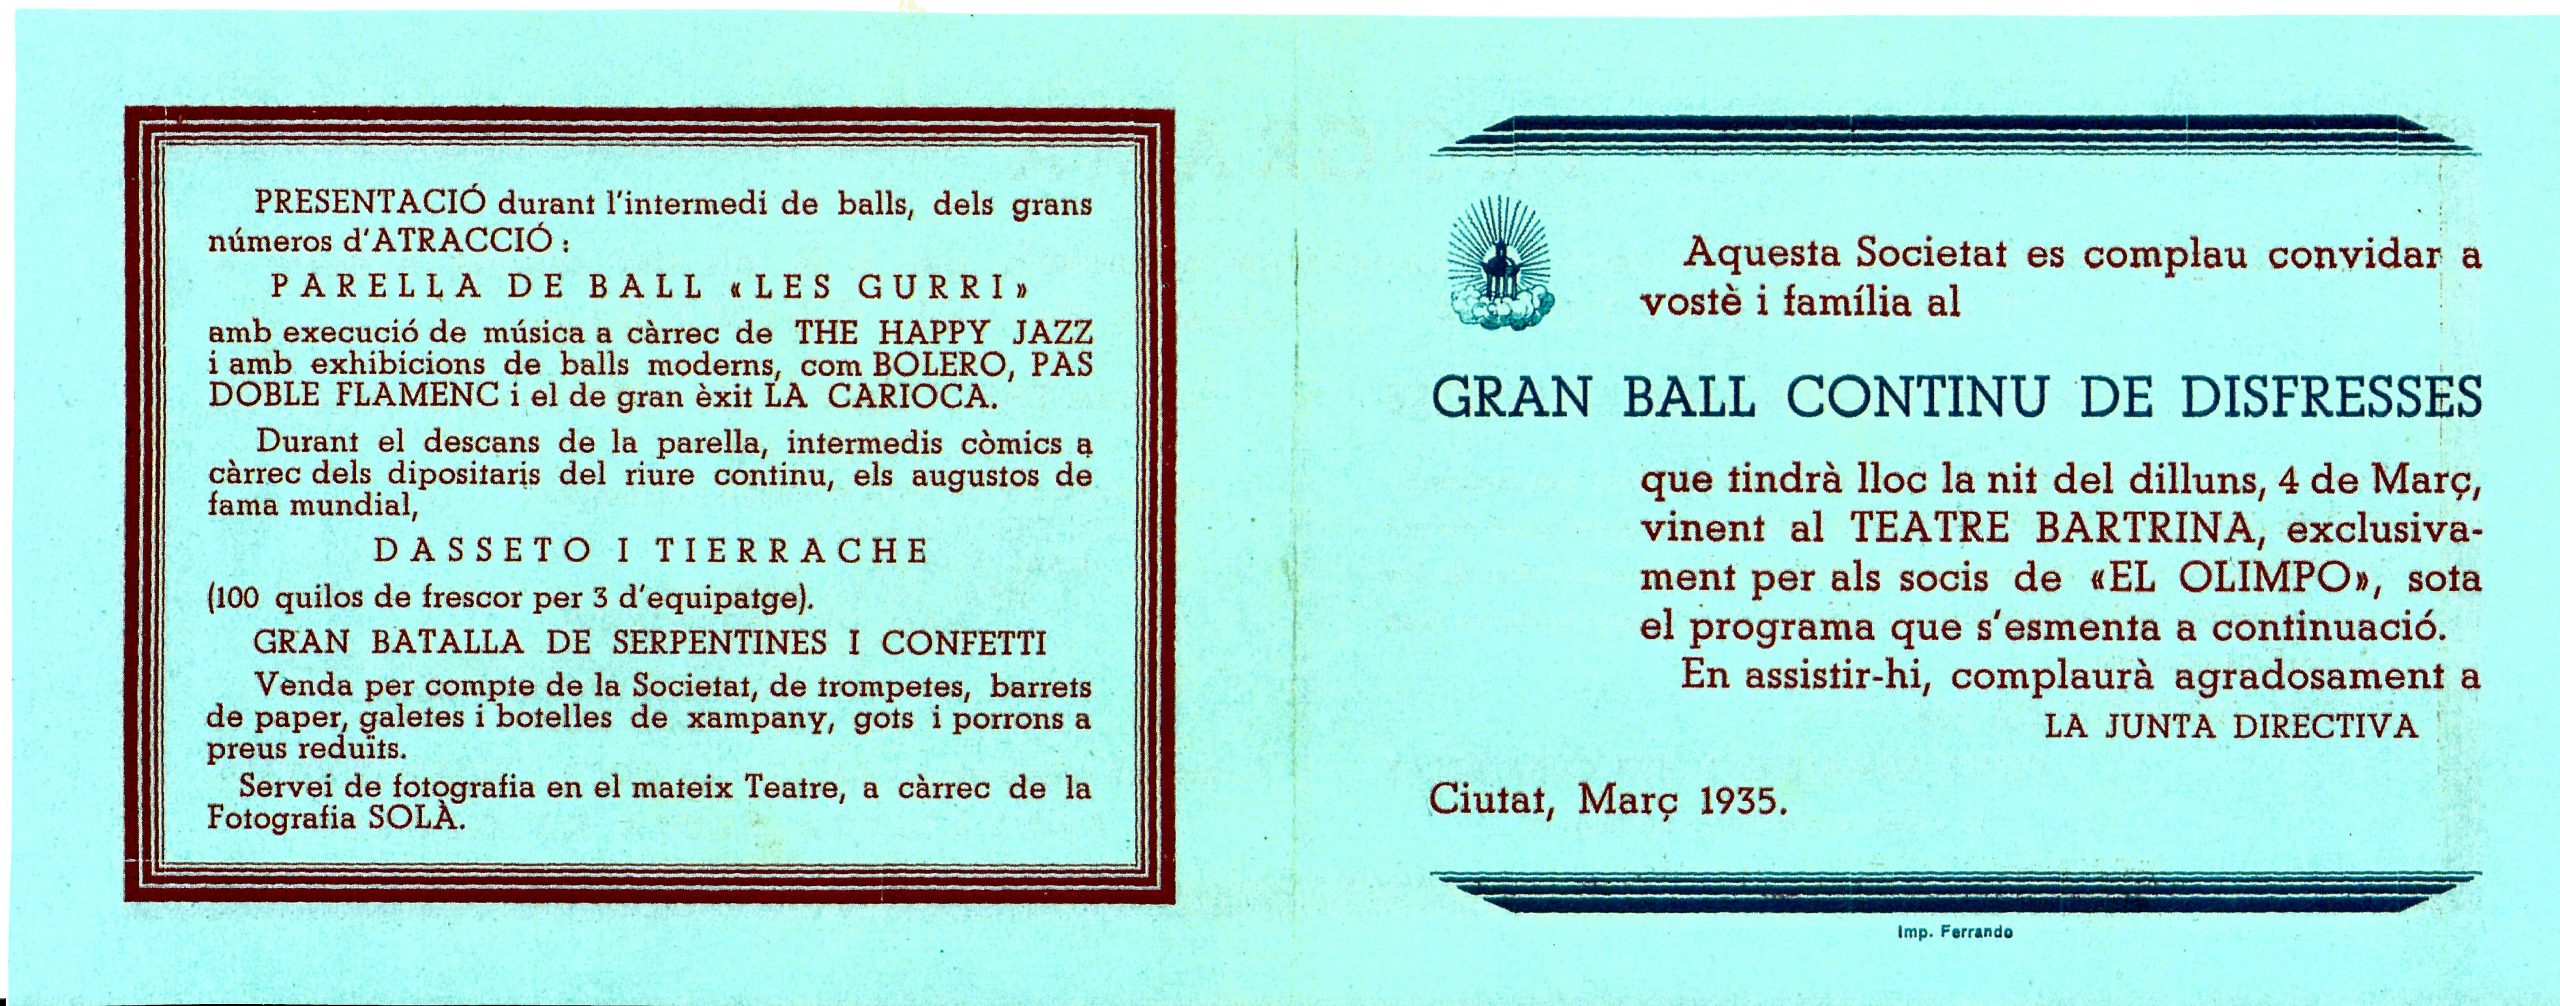 PRESENTACIÓ durant l'intermedi de balls, dels grans
números d'ATRACCIÓ :
PARELLA DE BALL «LES GURRI»
amb execució de música a càrrec de THE HAPPY JAZZ
i amb exhibicions de balls moderns, com BOLERO, PAS
DOBLE FLAMENC i el de gran èxit LA CARIOCA.
Durant el descans de la parella, intermedis còmics a
càrrec dels dipositaris del riure continu, els augustos de
fama mundial,
DASSETO I TIERRACHE
(100 quilos de frescor per 3 d'equipatge).
GRAN BATALLA DE SERPENTINES I CONFETTI
Venda per compte de la Societat, de trompetes, barrets
de paper, galetes i botelles de xampany, gots i porrons a
preus reduïts.
Servei de fotografia en el mateix Teatre, a càrrec de la
Fotografia SOLÀ.
Aquesta Societat es complau convidar a
vostè i família al
GRAN BALL CONTINU DE DISFRESSES
que tindrà lloc la nit del dilluns, 4 de Març,
vinent al TEATRE BARTRINA, exclusiva-
ment per als socis de «EL OLIMPO», sota
el programa que s'esmenta a continuació.
En assistir-hi, complaurà agradosament a
LA JUNTA DIRECTIVA
Ciutat, Març 1935.
Imp. Ferrando